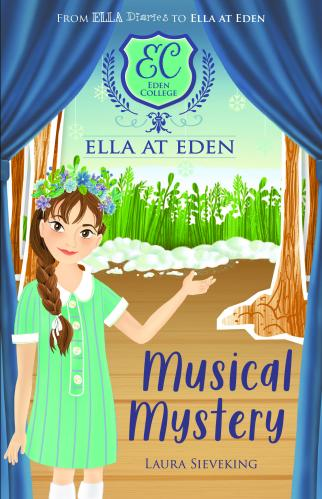 From ELLA Diaries to Ella at Eden
EC
Eden
College
Ella at Eden
Musical
Mystery
Laura Sieveking